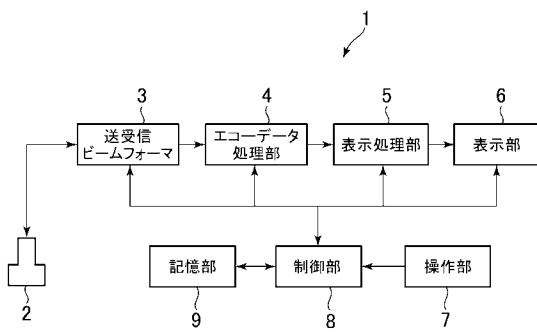 1
3
4
5
6
送受信
ビームフォーマ
エコーデータ
処理部
表示処理部
表示部
記憶部
制御部
操作部
2
9
8
7